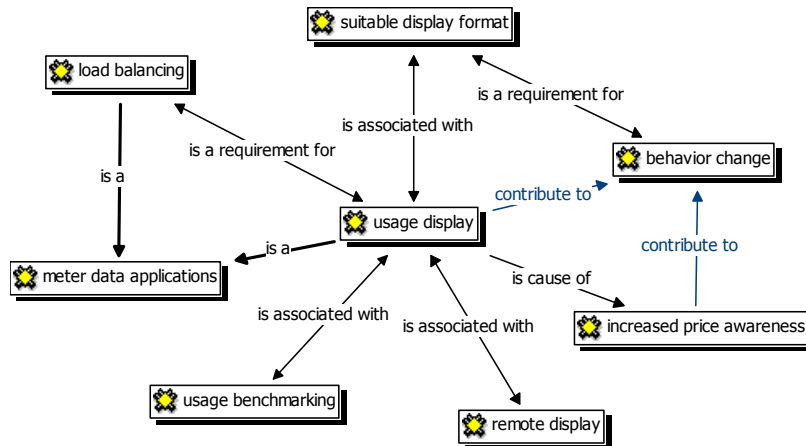 suitable display format
load balancing
is a requirement for
is associated with
is a requirement for
behavior change
is a
contribute to
usage display
is a
contribute to
meter data applications
is cause of
is associated with
is associated with
increased price awareness
usage benchmarking
remote display